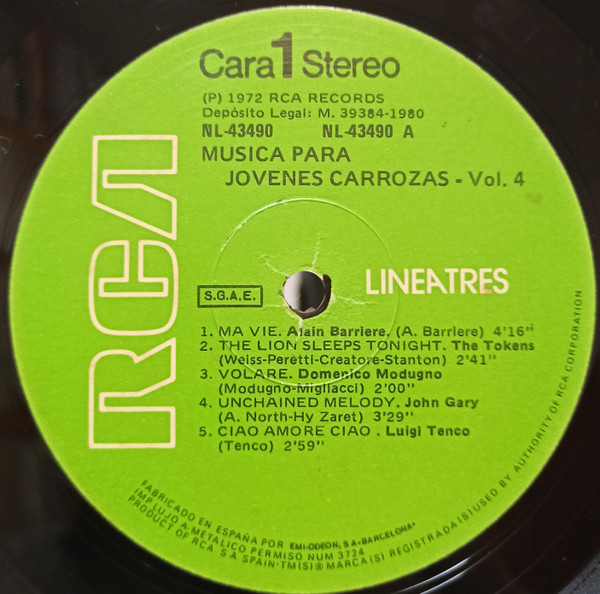 Cara 1 Stereo
(P) 1972 RCA RECORDS
Depósito Legal: M. 39384-1980
NL-43490 NL-43490 A
MUSICA PARA
JOVENES CARROZAS - Vol. 4
RCA
LINEATRES
S.G.A.E.
1. MA VIE. Alain Barriere. (A. Barriere) 4'16"
2. THE LION SLEEPS TONIGHT. The Tokens
(Weiss-Peretti-Creatore-Stanton) 2'41"
3. VOLARE. Domenico Modugno
(Modugno-Migliacci) 2'00"
4. UNCHAINED MELODY. John Gary
(A. North-Hy Zaret) 3'29"
5. CIAO AMORE CIAO. Luigi Tenco
(Tenco) 2'59"
FABRICADO EN ESPAÑA POR EMI-ODEON, S.A-BARCELONA-
IMP LUJO A. METALICO PERMISO NUM 3724
PRODUCT OF RCA S A SPAIN-TM(S)® MARCA(S) REGISTRADA(S) USED BY AUTHORITY OF RCA CORPORATION